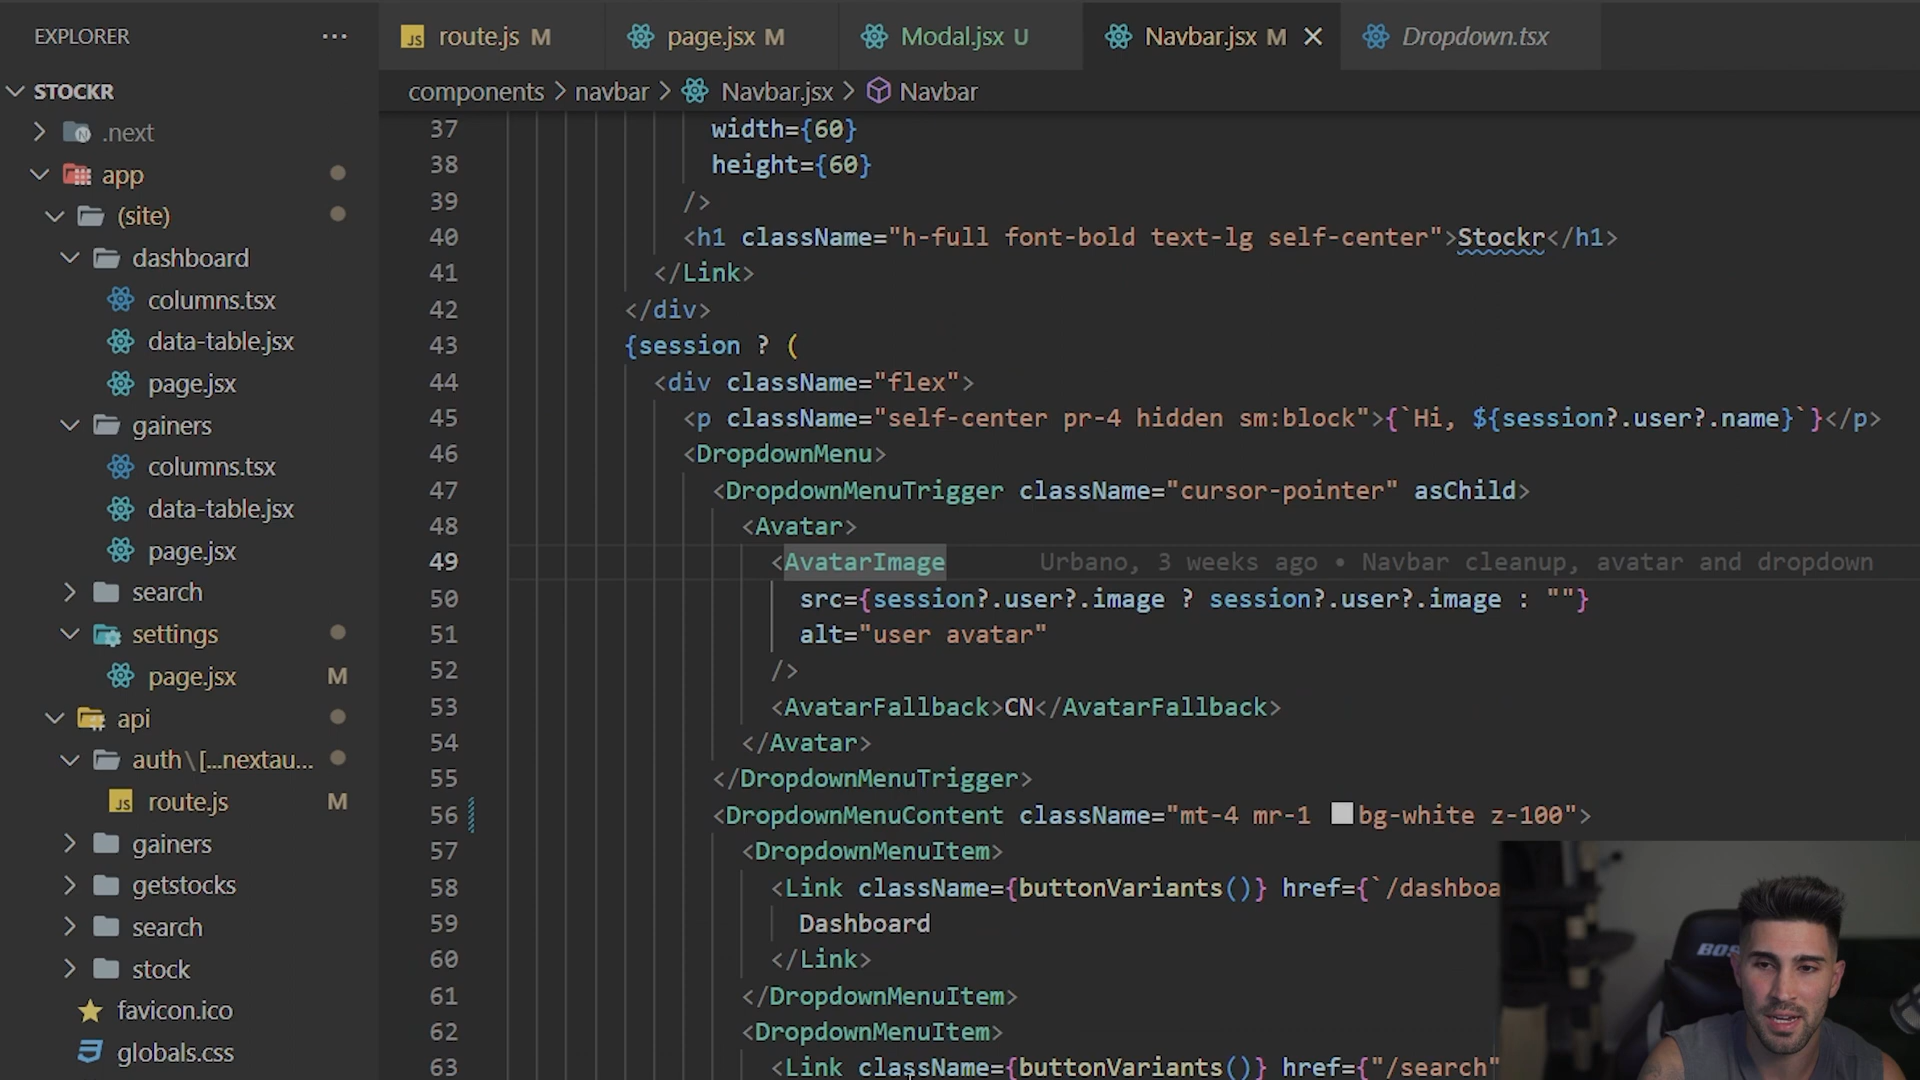 EXPLORER
STOCKR
.next
app
(site)
dashboard
columns.tsx
data-table.jsx
page.jsx
gainers
columns.tsx
data-table.jsx
page.jsx
search
settings
page.jsx M
api
auth\[...nextau...
route.js M
gainers
getstocks
search
stock
favicon.ico
globals.css
JS route.js M page.jsx M Modal.jsx U Navbar.jsx M Dropdown.tsx
components > navbar > Navbar.jsx > Navbar
37 width={60}
38 height={60}
39 />
40 <h1 className="h-full font-bold text-lg self-center">Stockr</h1>
41 </Link>
42 </div>
43 {session ? (
44 <div className="flex">
45 <p className="self-center pr-4 hidden sm:block">{`Hi, ${session?.user?.name}`}</p>
46 <DropdownMenu>
47 <DropdownMenuTrigger className="cursor-pointer" asChild>
48 <Avatar>
49 <AvatarImage Urbano, 3 weeks ago • Navbar cleanup, avatar and dropdown
50 src={session?.user?.image ? session?.user?.image : ""}
51 alt="user avatar"
52 />
53 <AvatarFallback>CN</AvatarFallback>
54 </Avatar>
55 </DropdownMenuTrigger>
56 <DropdownMenuContent className="mt-4 mr-1 bg-white z-100">
57 <DropdownMenuItem>
58 <Link className={buttonVariants()} href={`/dashboa
59 Dashboard
60 </Link>
61 </DropdownMenuItem>
62 <DropdownMenuItem>
63 <Link className={buttonVariants()} href={"/search"